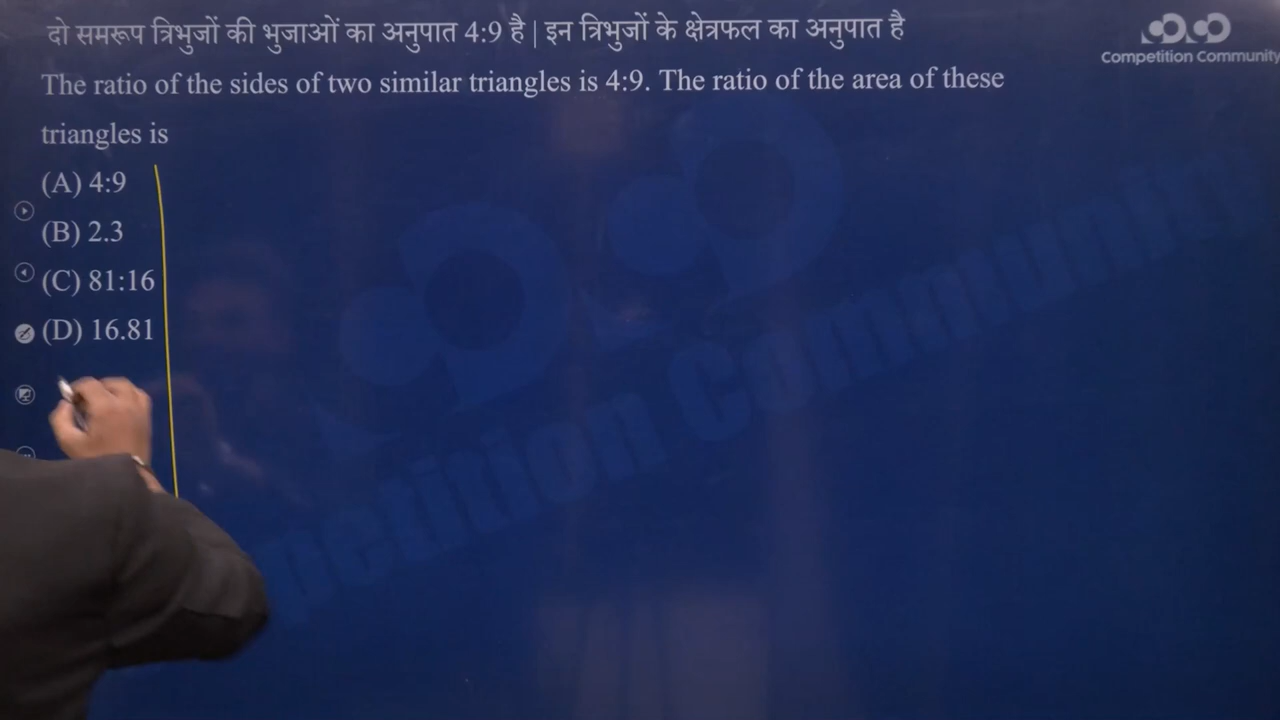 दो समरूप त्रिभुजों की भुजाओं का अनुपात 4:9 है | इन त्रिभुजों के क्षेत्रफल का अनुपात है
The ratio of the sides of two similar triangles is 4:9. The ratio of the area of these
triangles is
(A) 4:9
(B) 2.3
(C) 81:16
(D) 16.81
Competition Community
petition Community